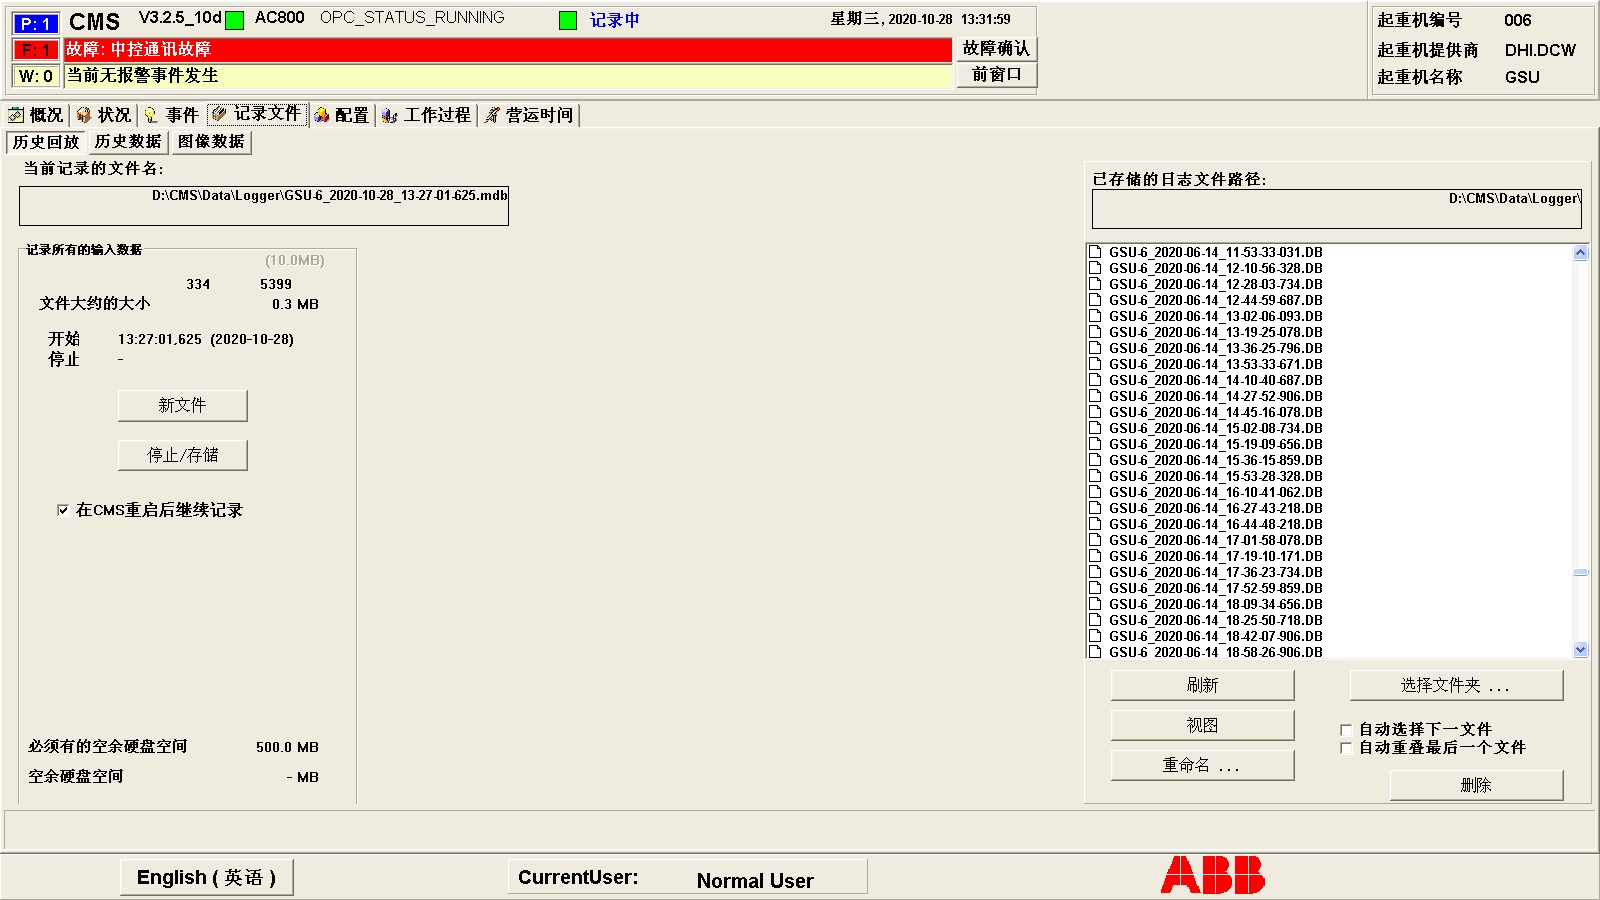 P: 1 CMS V3.2.5_10d AC800 OPC_STATUS_RUNNING 记录中 星期三, 2020-10-28 13:31:59
F: 1 故障: 中控通讯故障 故障确认
W: 0 当前无报警事件发生 前窗口
起重机编号 006
起重机提供商 DHI.DCW
起重机名称 GSU
概况 状况 事件 记录文件 配置 工作过程 营运时间
历史回放 历史数据 图像数据
当前记录的文件名:
D:\CMS\Data\Logger\GSU-6_2020-10-28_13-27-01-625.mdb
记录所有的输入数据
(10.0MB)
334 5399
文件大约的大小 0.3 MB
开始 13:27:01,625 (2020-10-28)
停止 -
新文件
停止/存储
在CMS重启后继续记录
必须有的空余硬盘空间 500.0 MB
空余硬盘空间 - MB
已存储的日志文件路径:
D:\CMS\Data\Logger\
GSU-6_2020-06-14_11-53-33-031.DB
GSU-6_2020-06-14_12-10-56-328.DB
GSU-6_2020-06-14_12-28-03-734.DB
GSU-6_2020-06-14_12-44-59-687.DB
GSU-6_2020-06-14_13-02-06-093.DB
GSU-6_2020-06-14_13-19-25-078.DB
GSU-6_2020-06-14_13-36-25-796.DB
GSU-6_2020-06-14_13-53-33-671.DB
GSU-6_2020-06-14_14-10-40-687.DB
GSU-6_2020-06-14_14-27-52-906.DB
GSU-6_2020-06-14_14-45-16-078.DB
GSU-6_2020-06-14_15-02-08-734.DB
GSU-6_2020-06-14_15-19-09-656.DB
GSU-6_2020-06-14_15-36-15-859.DB
GSU-6_2020-06-14_15-53-28-328.DB
GSU-6_2020-06-14_16-10-41-062.DB
GSU-6_2020-06-14_16-27-43-218.DB
GSU-6_2020-06-14_16-44-48-218.DB
GSU-6_2020-06-14_17-01-58-078.DB
GSU-6_2020-06-14_17-19-10-171.DB
GSU-6_2020-06-14_17-36-23-734.DB
GSU-6_2020-06-14_17-52-59-859.DB
GSU-6_2020-06-14_18-09-34-656.DB
GSU-6_2020-06-14_18-25-50-718.DB
GSU-6_2020-06-14_18-42-07-906.DB
GSU-6_2020-06-14_18-58-26-906.DB
刷新 选择文件夹 ...
视图 自动选择下一文件
自动重叠最后一个文件
重命名 ...
删除
English ( 英语 ) CurrentUser: Normal User ABB